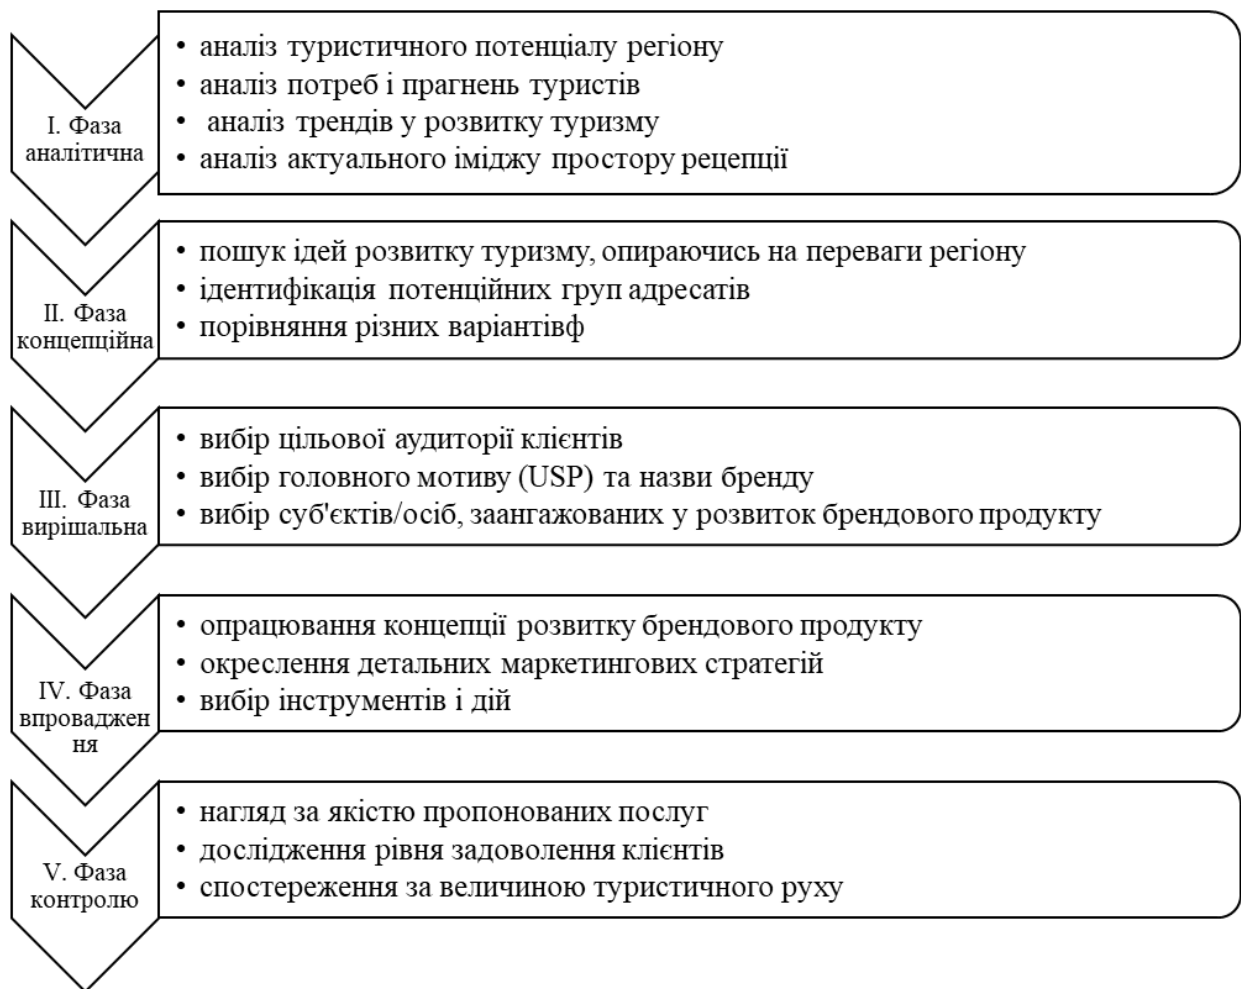 I. Фаза
аналітична
• аналіз туристичного потенціалу регіону
• аналіз потреб і прагнень туристів
• аналіз трендів у розвитку туризму
• аналіз актуального іміджу простору рецепції
II. Фаза
концепційна
• пошук ідей розвитку туризму, опираючись на переваги регіону
• ідентифікація потенційних груп адресатів
• порівняння різних варіантівф
III. Фаза
вирішальна
• вибір цільової аудиторії клієнтів
• вибір головного мотиву (USP) та назви бренду
• вибір суб'єктів/осіб, заангажованих у розвиток брендового продукту
IV. Фаза
впроваджен
ня
• опрацювання концепції розвитку брендового продукту
• окреслення детальних маркетингових стратегій
• вибір інструментів і дій
V. Фаза
контролю
• нагляд за якістю пропонованих послуг
• дослідження рівня задоволення клієнтів
• спостереження за величиною туристичного руху